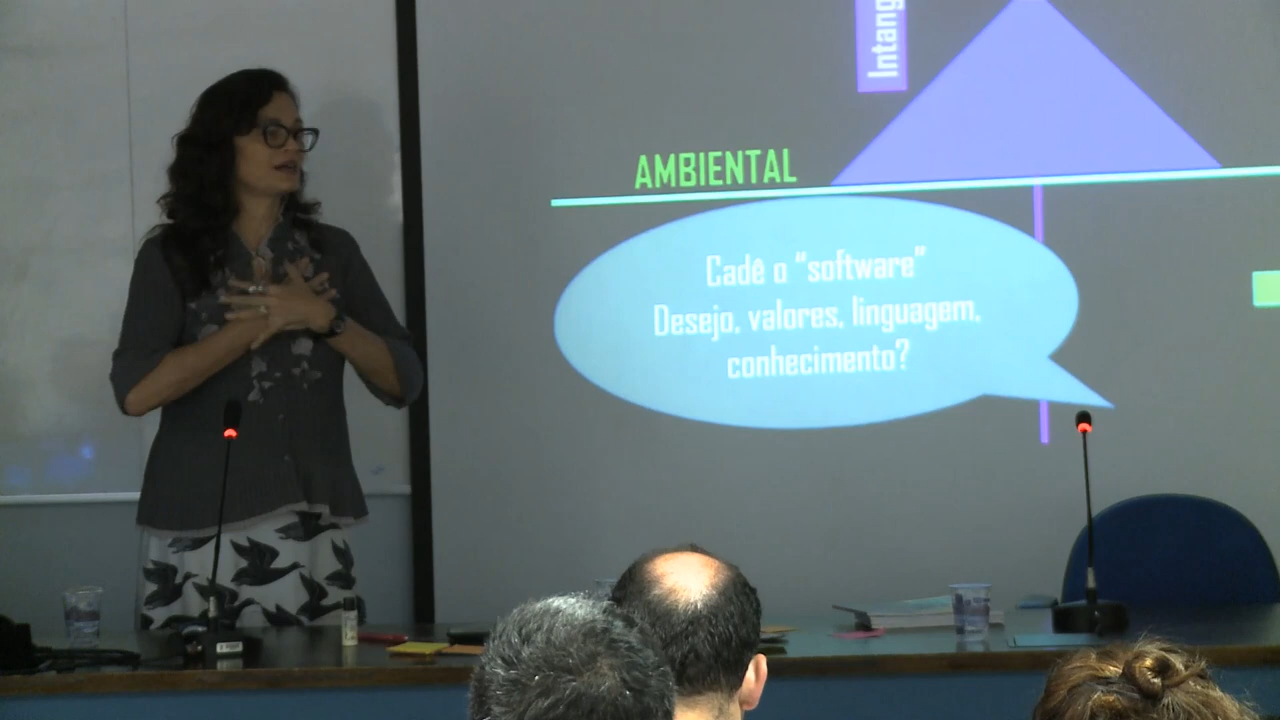 Intang
AMBIENTAL
Cadê o "software"
Desejo, valores, linguagem,
conhecimento?